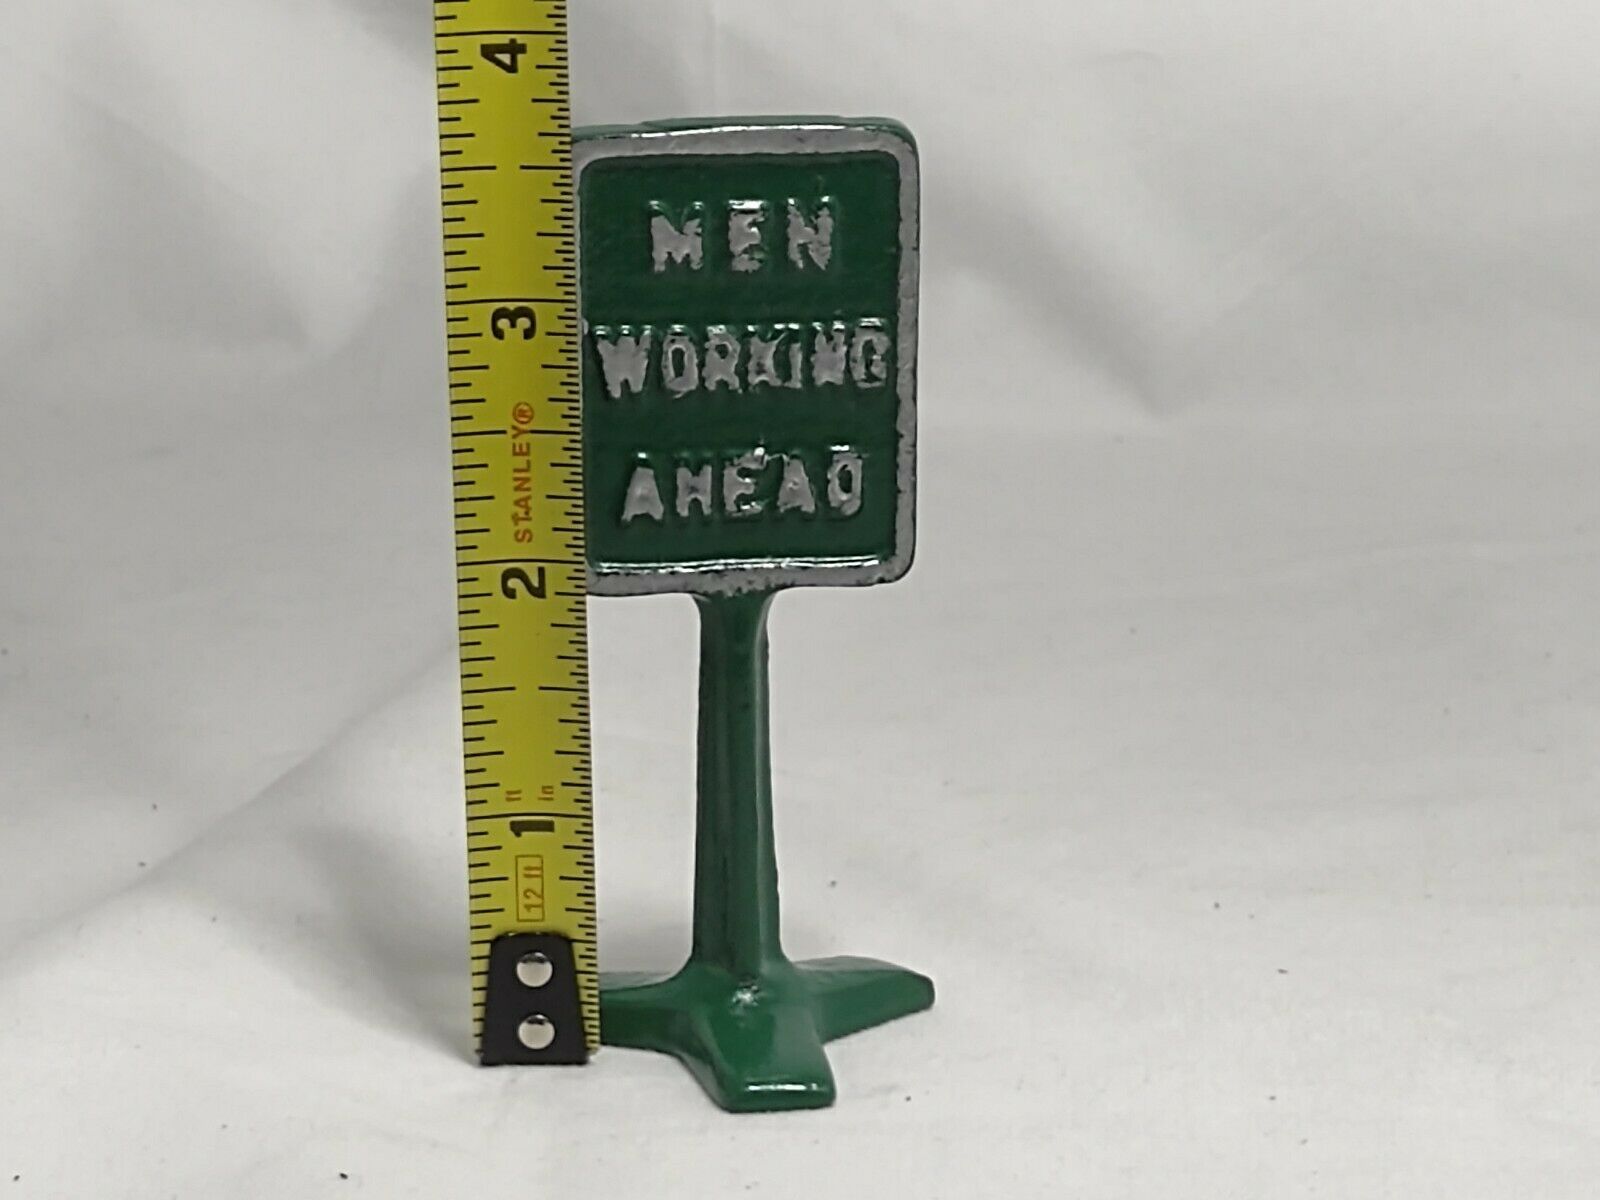 MEN
WORKING
AHEAD
4
3
STANLEY®
2
ft in
1
12 ft